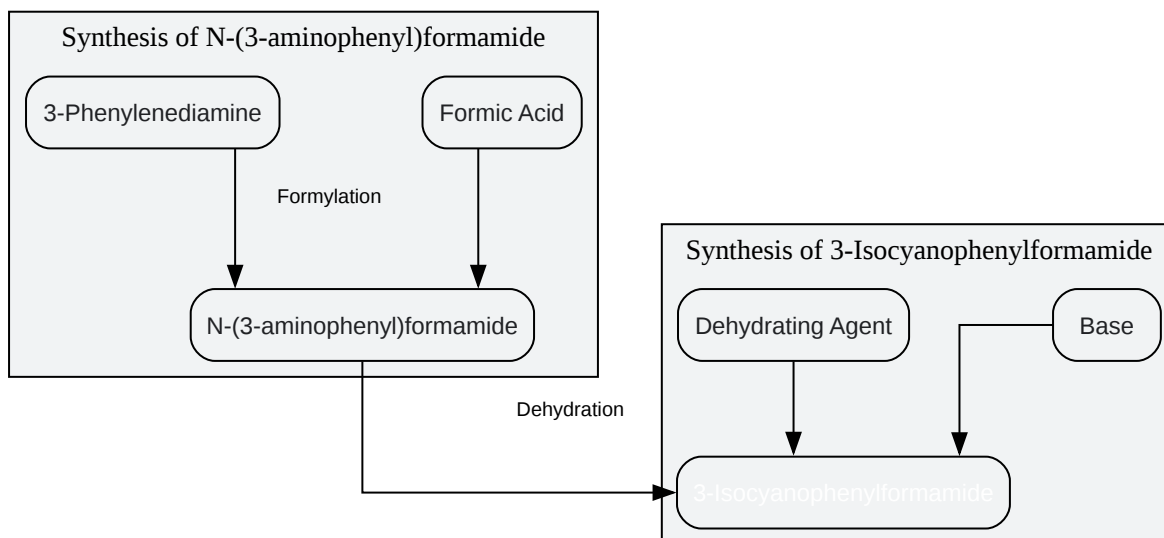 Synthesis of N-(3-aminophenyl)formamide
3-Phenylenediamine
Formic Acid
Formylation
N-(3-aminophenyl)formamide
Synthesis of 3-Isocyanophenylformamide
Dehydrating Agent
Base
Dehydration
3-Isocyanophenylformamide